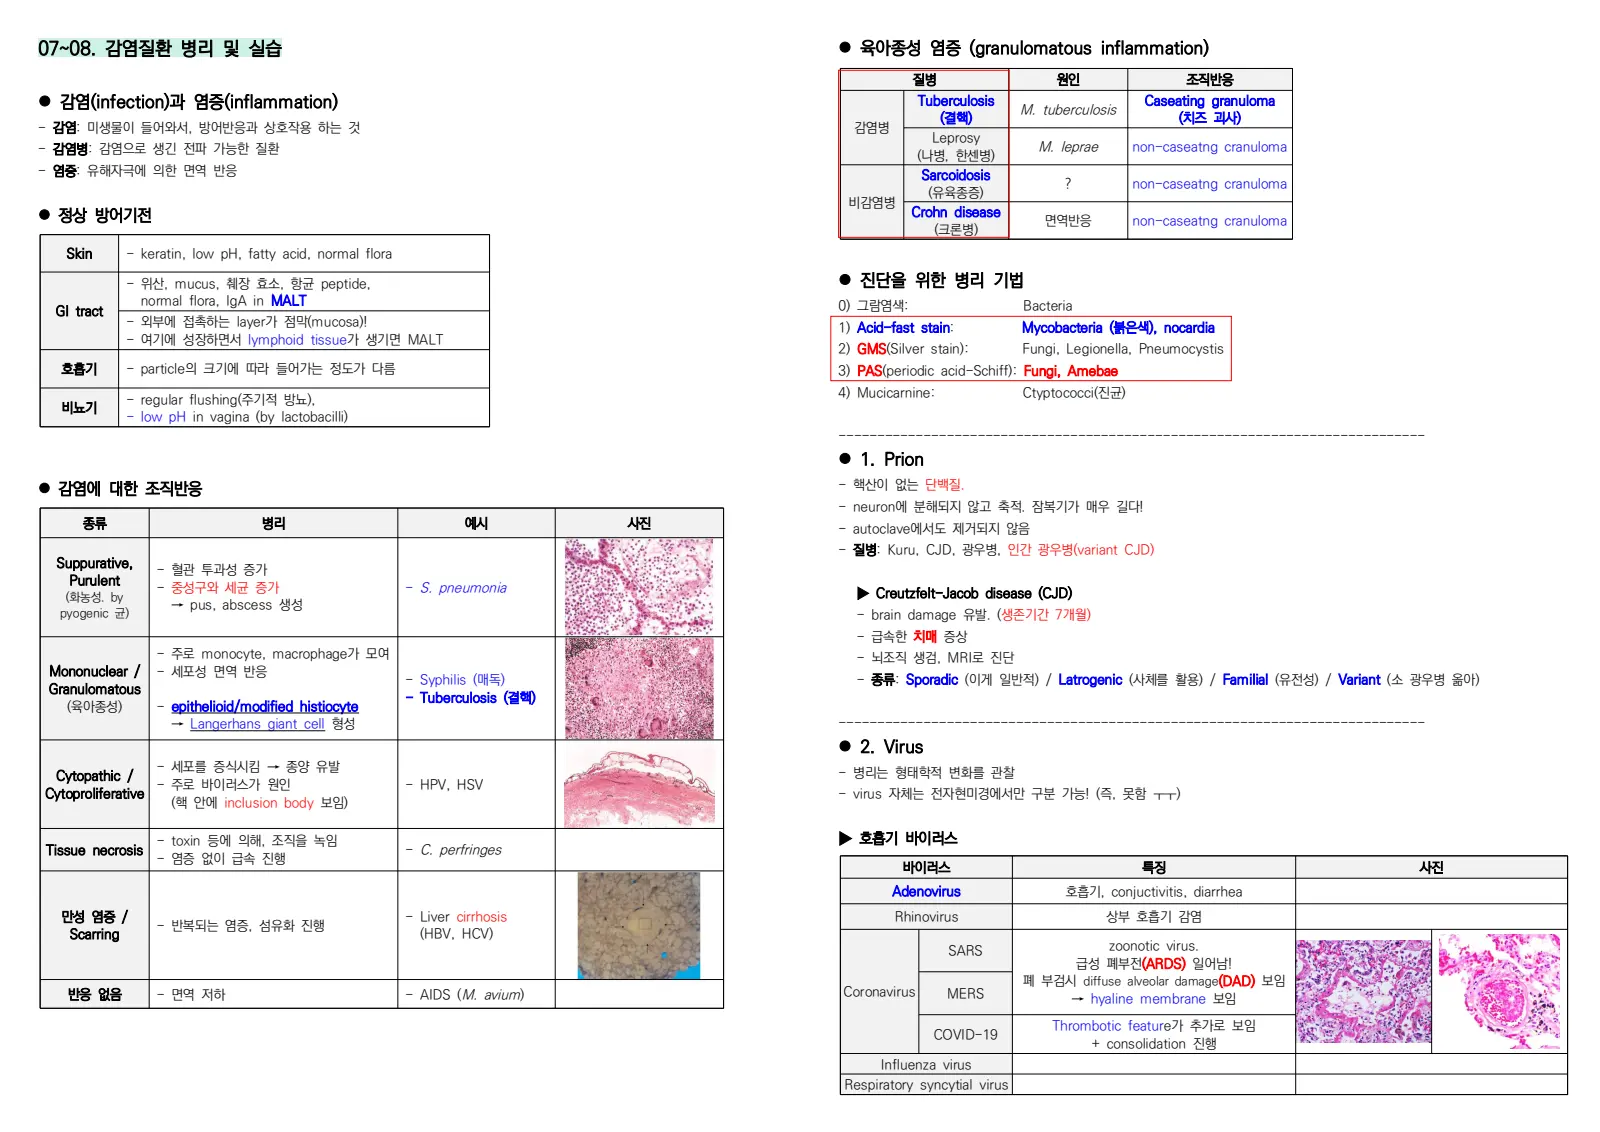 07~08. 감염질환 병리 및 실습
● 감염(infection)과 염증(inflammation)
- 감염: 미생물이 들어와서, 방어반응과 상호작용 하는 것
- 감염병: 감염으로 생긴 전파 가능한 질환
- 염증: 유해자극에 의한 면역 반응
● 정상 방어기전
Skin
- keratin, low pH, fatty acid, normal flora
GI tract
- 위산, mucus, 췌장 효소, 항균 peptide,
normal flora, IgA in MALT
- 외부에 접촉하는 layer가 점막(mucosa)!
- 여기에 성장하면서 lymphoid tissue가 생기면 MALT
호흡기
- particle의 크기에 따라 들어가는 정도가 다름
비뇨기
- regular flushing(주기적 방뇨),
- low pH in vagina (by lactobacilli)
● 감염에 대한 조직반응
종류 병리 예시 사진
Suppurative,
Purulent
(화농성. by
pyogenic 균)
- 혈관 투과성 증가
- 중성구와 세균 증가
→ pus, abscess 생성
- S. pneumonia
Mononuclear /
Granulomatous
(육아종성)
- 주로 monocyte, macrophage가 모여
- 세포성 면역 반응
- epithelioid/modified histiocyte
→ Langerhans giant cell 형성
- Syphilis (매독)
- Tuberculosis (결핵)
Cytopathic /
Cytoproliferative
- 세포를 증식시킴 → 종양 유발
- 주로 바이러스가 원인
(핵 안에 inclusion body 보임)
- HPV, HSV
Tissue necrosis
- toxin 등에 의해, 조직을 녹임
- 염증 없이 급속 진행
- C. perfringes
만성 염증 /
Scarring
- 반복되는 염증, 섬유화 진행
- Liver cirrhosis
(HBV, HCV)
반응 없음
- 면역 저하
- AIDS (M. avium)
● 육아종성 염증 (granulomatous inflammation)
질병 원인 조직반응
감염병
Tuberculosis
(결핵)
M. tuberculosis
Caseating granuloma
(치즈 괴사)
Leprosy
(나병, 한센병)
M. leprae
non-caseatng cranuloma
비감염병
Sarcoidosis
(유육종증)
?
non-caseatng cranuloma
Crohn disease
(크론병)
면역반응
non-caseatng cranuloma
● 진단을 위한 병리 기법
0) 그람염색: Bacteria
1) Acid-fast stain: Mycobacteria (붉은색), nocardia
2) GMS(Silver stain): Fungi, Legionella, Pneumocystis
3) PAS(periodic acid-Schiff): Fungi, Amebae
4) Mucicarnine: Ctyptococci(진균)
● 1. Prion
- 핵산이 없는 단백질.
- neuron에 분해되지 않고 축적. 잠복기가 매우 길다!
- autoclave에서도 제거되지 않음
- 질병: Kuru, CJD, 광우병, 인간 광우병(variant CJD)
▶ Creutzfelt-Jacob disease (CJD)
- brain damage 유발. (생존기간 7개월)
- 급속한 치매 증상
- 뇌조직 생검, MRI로 진단
- 종류: Sporadic (이게 일반적) / Latrogenic (사체를 활용) / Familial (유전성) / Variant (소 광우병 옮아)
● 2. Virus
- 병리는 형태학적 변화를 관찰
- virus 자체는 전자현미경에서만 구분 가능! (즉, 못함 ㅜㅜ)
▶ 호흡기 바이러스
바이러스 특징 사진
Adenovirus
호흡기, conjuctivitis, diarrhea
Rhinovirus
상부 호흡기 감염
Coronavirus
SARS
MERS
zoonotic virus.
급성 폐부전(ARDS) 일어남!
폐 부검시 diffuse alveolar damage(DAD) 보임
→ hyaline membrane 보임
COVID-19
Thrombotic feature가 추가로 보임
+ consolidation 진행
Influenza virus
Respiratory syncytial virus